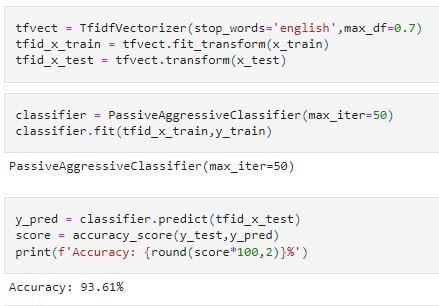 tfvect = TfidfVectorizer(stop_words='english',max_df=0.7)
tfid_x_train = tfvect.fit_transform(x_train)
tfid_x_test = tfvect.transform(x_test)
classifier = PassiveAggressiveClassifier(max_iter=50)
classifier.fit(tfid_x_train,y_train)
PassiveAggressiveClassifier(max_iter=50)
y_pred = classifier.predict(tfid_x_test)
score = accuracy_score(y_test,y_pred)
print(f'Accuracy: {round(score*100,2)}%')
Accuracy: 93.61%